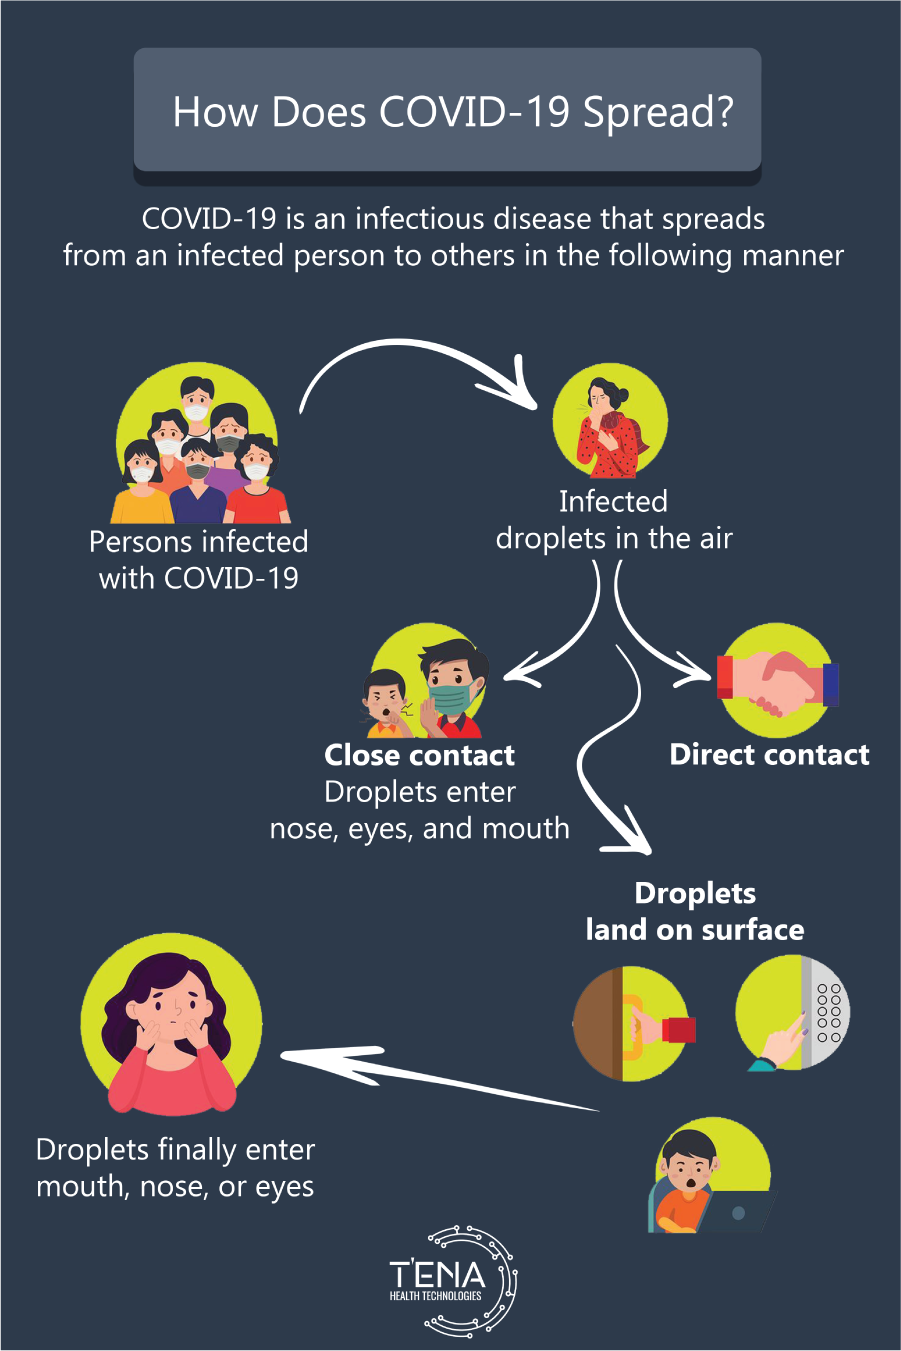 How Does COVID-19 Spread?
COVID-19 is an infectious disease that spreads
from an infected person to others in the following manner
Persons infected
with COVID-19
Infected
droplets in the air
Close contact
Droplets enter
nose, eyes, and mouth
Direct contact
Droplets
land on surface
Droplets finally enter
mouth, nose, or eyes
T'ENA
HEALTH TECHNOLOGIES